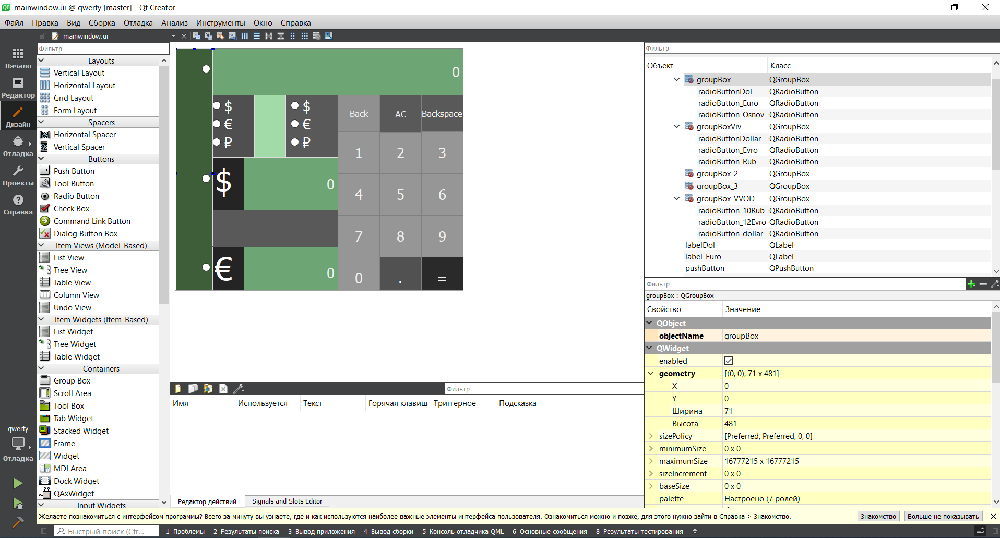 mainwindow.ui @ qwerty [master] - Qt Creator
Файл Правка Вид Сборка Отладка Анализ Инструменты Окно Справка
mainwindow.ui
Начало
Редактор
Дизайн
Отладка
Проекты
Справка
qwerty
Отладка
Фильтр
Layouts
Vertical Layout
Horizontal Layout
Grid Layout
Form Layout
Spacers
Horizontal Spacer
Vertical Spacer
Buttons
Push Button
Tool Button
Radio Button
Check Box
Command Link Button
Dialog Button Box
Item Views (Model-Based)
List View
Tree View
Table View
Column View
Undo View
Item Widgets (Item-Based)
List Widget
Tree Widget
Table Widget
Containers
Group Box
Scroll Area
Tool Box
Tab Widget
Stacked Widget
Frame
Widget
MDI Area
Dock Widget
QAxWidget
Input Widgets
0
$ $ Back AC Backspace
€ €
₽ ₽
1 2 3
$ 0
4 5 6
7 8 9
€ 0
0 . =
Фильтр
Имя Используется Текст Горячая клавиш Триггерное Подсказка
Редактор действий Signals and Slots Editor
Фильтр
Объект Класс
groupBox QGroupBox
radioButtonDol QRadioButton
radioButton_Euro QRadioButton
radioButton_Osnov QRadioButton
groupBoxViv QGroupBox
radioButtonDollar QRadioButton
radioButton_Evro QRadioButton
radioButton_Rub QRadioButton
groupBox_2 QGroupBox
groupBox_3 QGroupBox
groupBox_VVOD QGroupBox
radioButton_10Rub QRadioButton
radioButton_12Evro QRadioButton
radioButton_dollar QRadioButton
labelDol QLabel
label_Euro QLabel
pushButton QPushButton
Фильтр
groupBox : QGroupBox
Свойство Значение
QObject
objectName groupBox
QWidget
enabled
geometry [(0, 0), 71 x 481]
X 0
Y 0
Ширина 71
Высота 481
sizePolicy [Preferred, Preferred, 0, 0]
minimumSize 0 x 0
maximumSize 16777215 x 16777215
sizeIncrement 0 x 0
baseSize 0 x 0
palette Настроено (7 ролей)
Желаете познакомиться с интерфейсом программы? Всего за минуту вы узнаете, где и как используются наиболее важные элементы интерфейса пользователя. Ознакомиться можно и позже, для этого нужно зайти в Справка > Знакомство. Знакомство Больше не показывать
Быстрый поиск (Ctr... 1 Проблемы 2 Результаты поиска 3 Вывод приложения 4 Вывод сборки 5 Консоль отладчика QML 6 Основные сообщения 8 Результаты тестирования